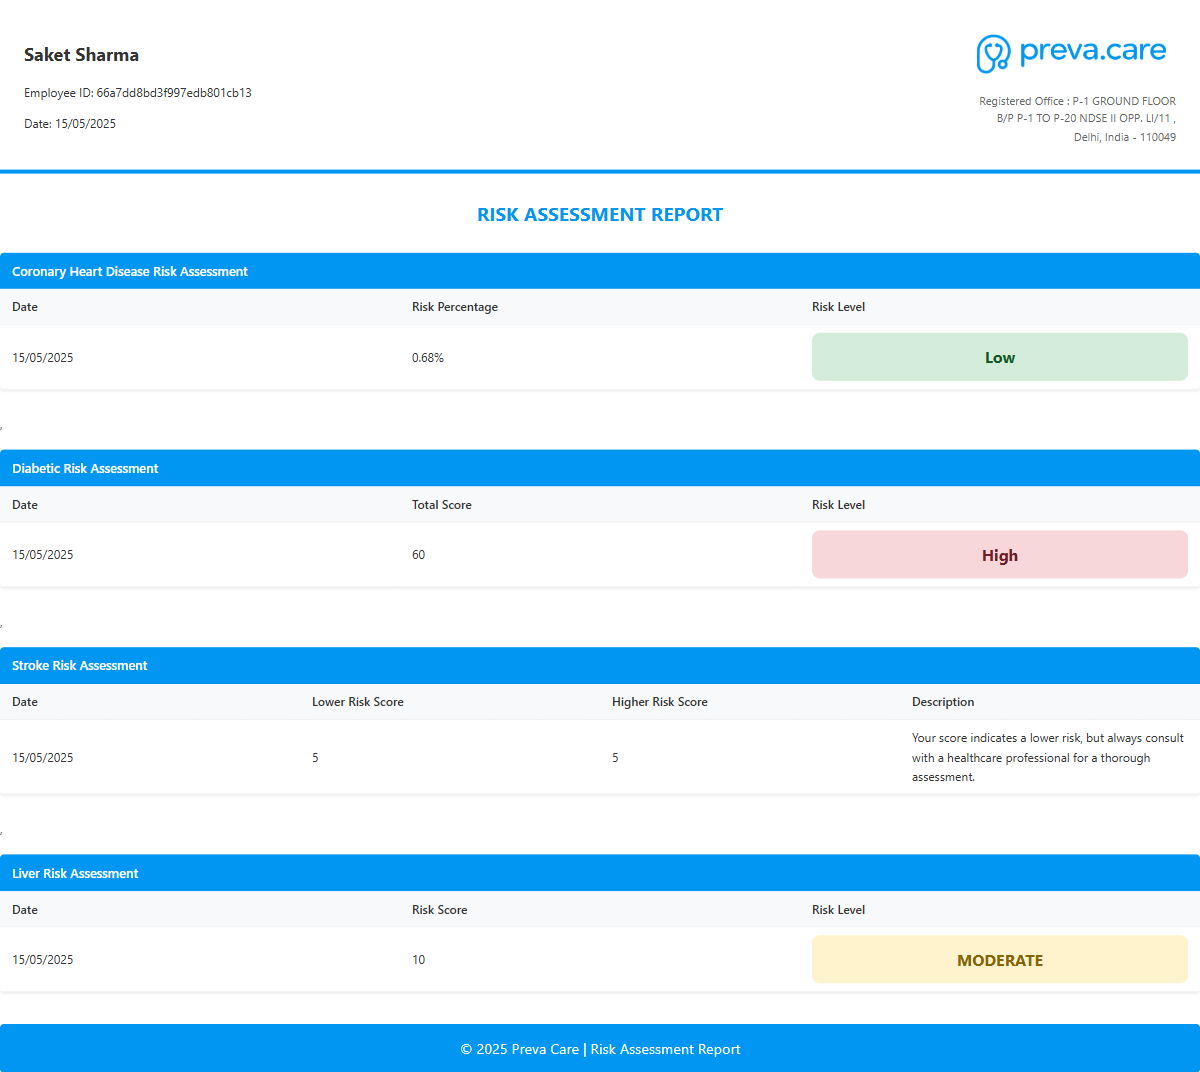 Saket Sharma
Employee ID: 66a7dd8bd3f997edb801cb13
Date: 15/05/2025
preva.care
Registered Office : P-1 GROUND FLOOR
B/P P-1 TO P-20 NDSE II OPP. LI/11 ,
Delhi, India - 110049
RISK ASSESSMENT REPORT
Coronary Heart Disease Risk Assessment
Date Risk Percentage Risk Level
15/05/2025 0.68% Low
,
Diabetic Risk Assessment
Date Total Score Risk Level
15/05/2025 60 High
,
Stroke Risk Assessment
Date Lower Risk Score Higher Risk Score Description
15/05/2025 5 5 Your score indicates a lower risk, but always consult
with a healthcare professional for a thorough
assessment.
,
Liver Risk Assessment
Date Risk Score Risk Level
15/05/2025 10 MODERATE
© 2025 Preva Care | Risk Assessment Report